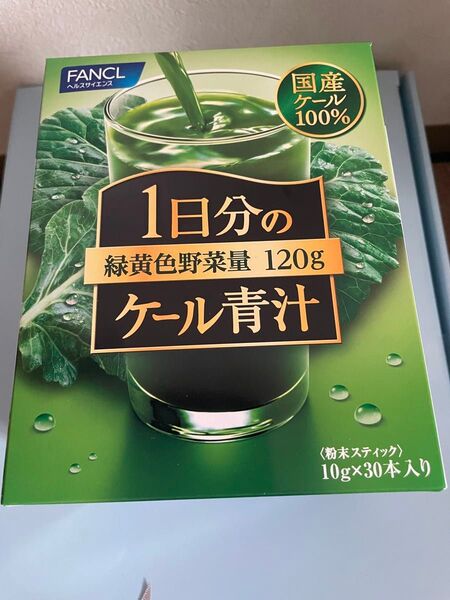 FANCL
ヘルスサイエンス
国産
ケール
100%
1日分の
緑黄色野菜量 120g
ケール青汁
〈粉末スティック〉
10g×30本入り